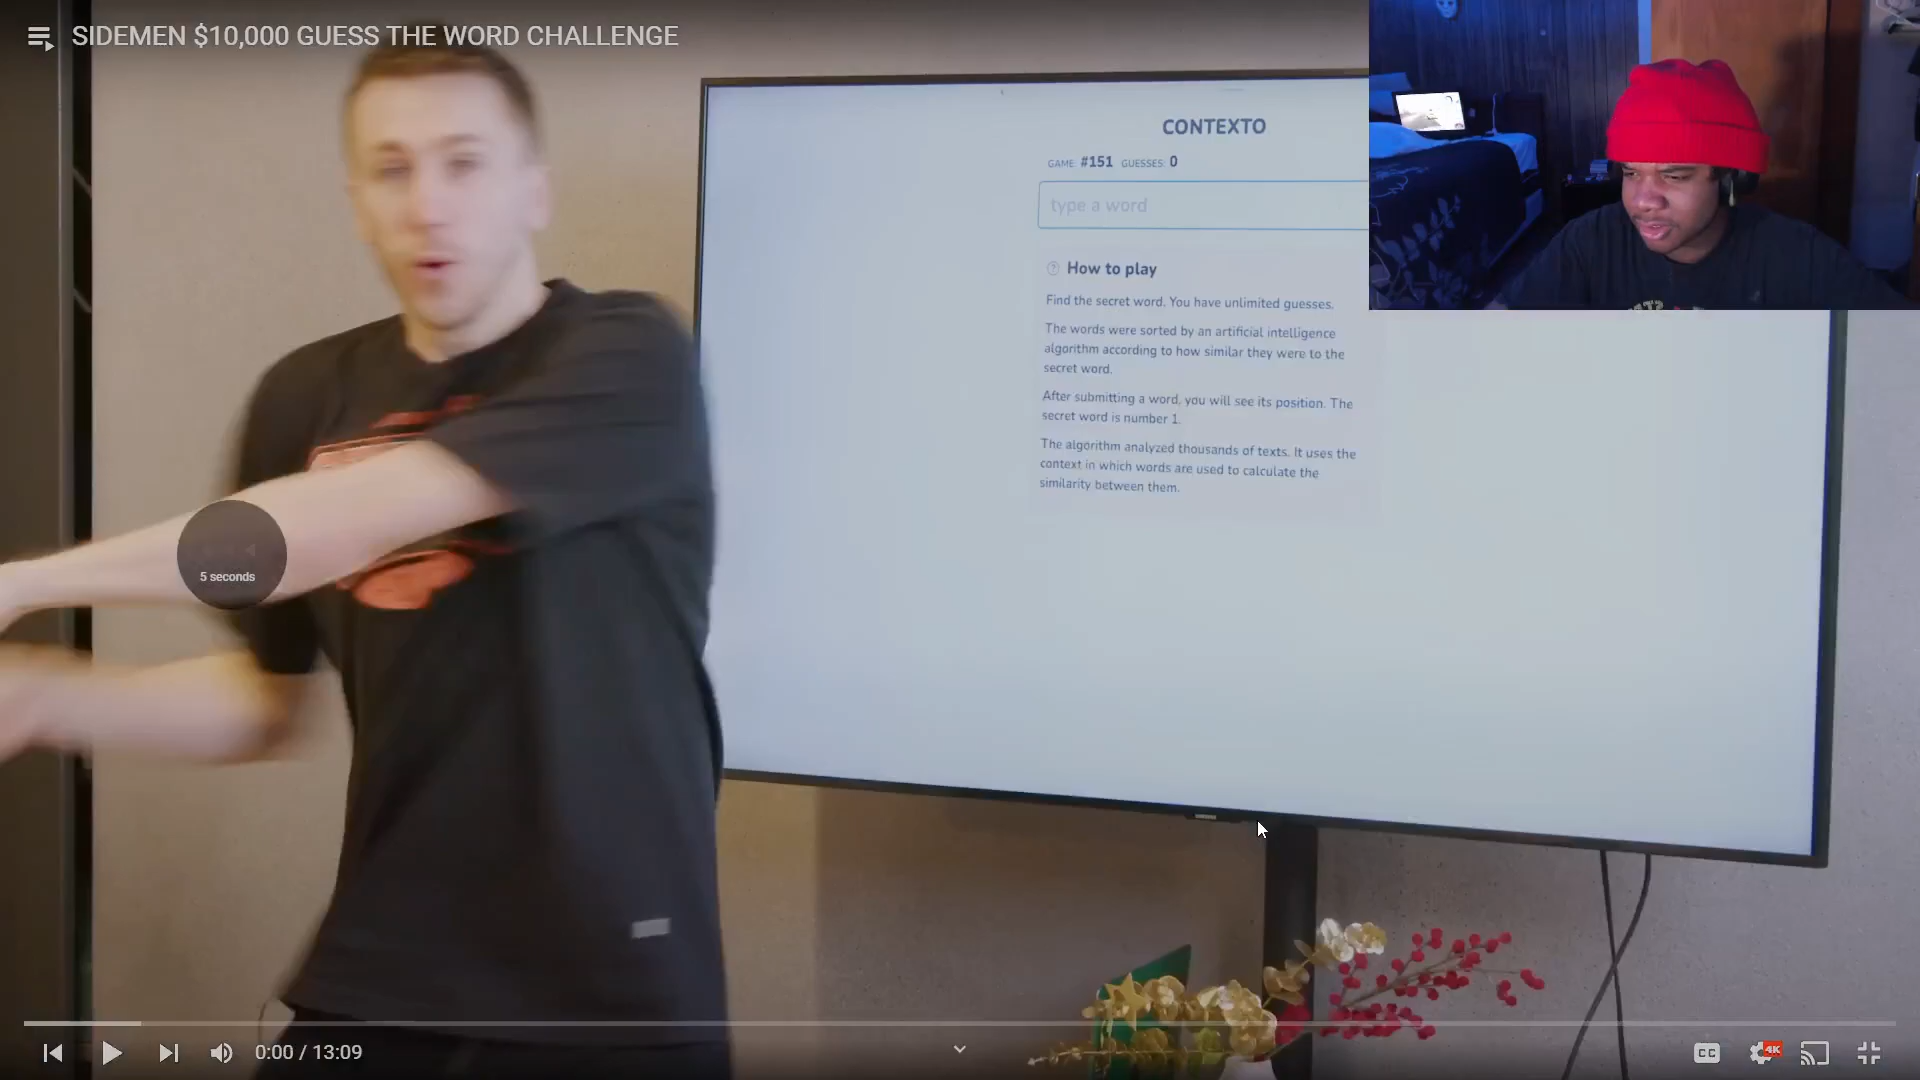 SIDEMEN $10,000 GUESS THE WORD CHALLENGE
CONTEXTO
GAME: #151 GUESSES: 0
type a word
How to play
Find the secret word. You have unlimited guesses.
The words were sorted by an artificial intelligence
algorithm according to how similar they were to the
secret word.
After submitting a word, you will see its position. The
secret word is number 1.
The algorithm analyzed thousands of texts. It uses the
context in which words are used to calculate the
similarity between them.
5 seconds
0:00 / 13:09
CC
4K